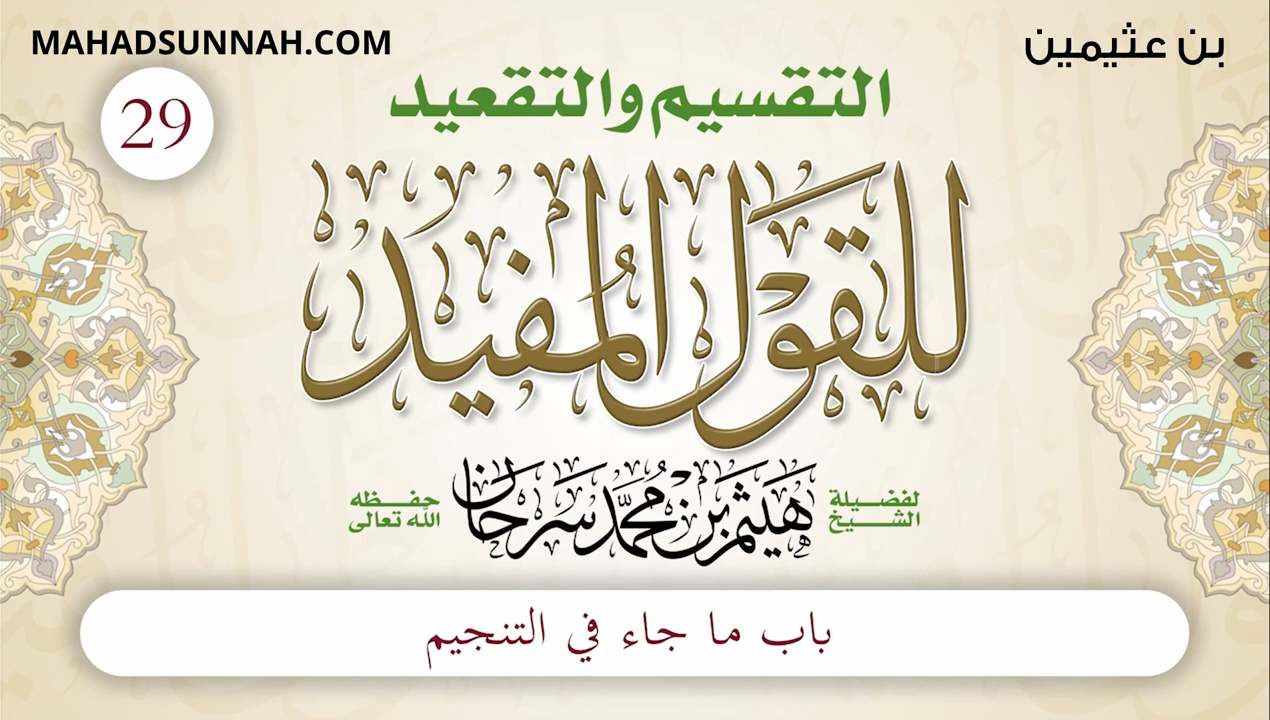 MAHADSUNNAH.COM
بن عثيمين
29
التقسيم والتقعيد
للقول المفيد
لفضيلة الشيخ هيثم بن محمد سرحان حفظه الله تعالى
باب ما جاء في التنجيم